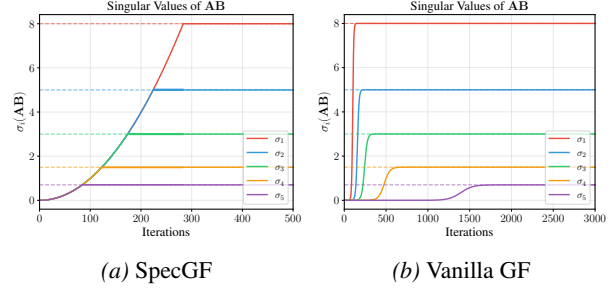 Singular Values of AB
8
6
4
2
0
σᵢ(AB)
σ₁
σ₂
σ₃
σ₄
σ₅
0 100 200 300 400 500
Iterations
(a) SpecGF
Singular Values of AB
8
6
4
2
0
σᵢ(AB)
σ₁
σ₂
σ₃
σ₄
σ₅
0 500 1000 1500 2000 2500 3000
Iterations
(b) Vanilla GF